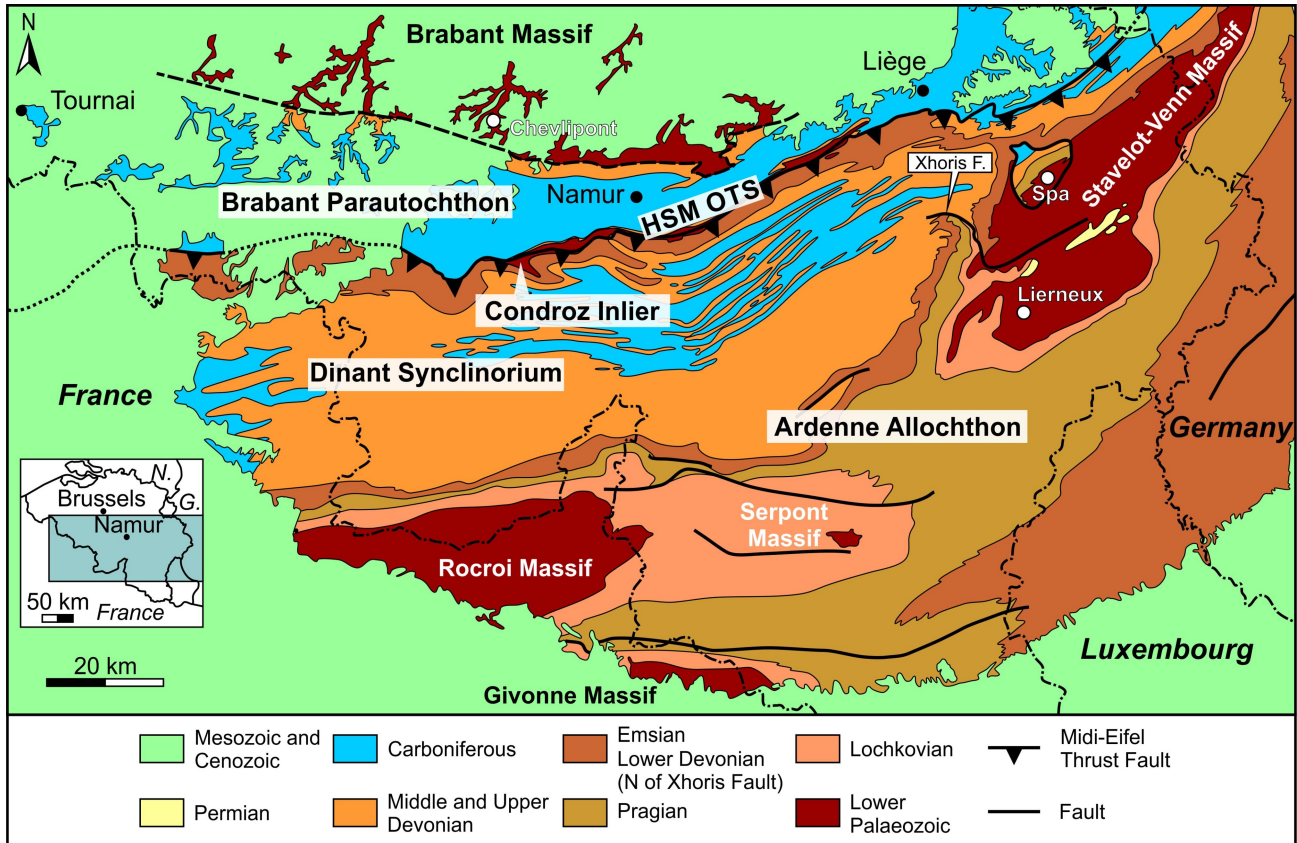 N
Brabant Massif
Tournai
Chevlipont
Liège
Stavelot-Venn Massif
Xhoris F.
Spa
Brabant Parautochthon
Namur
HSM OTS
Lierneux
Condroz Inlier
Dinant Synclinorium
France
Ardenne Allochthon
Germany
N.
Brussels
G.
Namur
50 km
France
Serpont
Massif
Rocroi Massif
20 km
Givonne Massif
Luxembourg
Mesozoic and
Cenozoic
Carboniferous
Emsian
Lower Devonian
(N of Xhoris Fault)
Lochkovian
Midi-Eifel
Thrust Fault
Permian
Middle and Upper
Devonian
Pragian
Lower
Palaeozoic
Fault